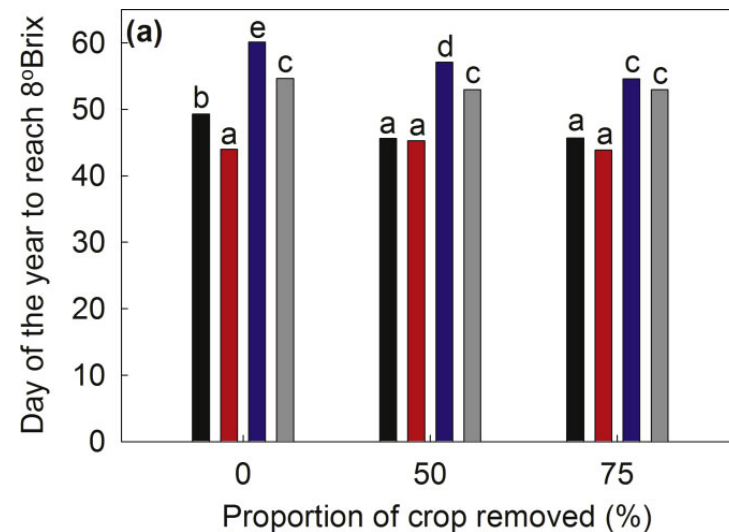 (a)
Day of the year to reach 8ºBrix
60
50
40
30
20
10
0
b
a
e
c
a
a
d
c
a
a
c
c
0
50
75
Proportion of crop removed (%)